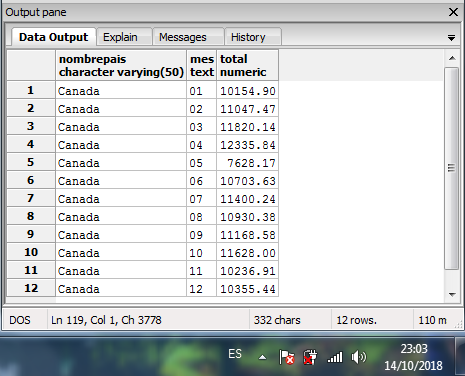 Output pane
Data Output Explain Messages History
nombrepais mes total
character varying(50) text numeric
1 Canada 01 10154.90
2 Canada 02 11047.47
3 Canada 03 11820.14
4 Canada 04 12335.84
5 Canada 05 7628.17
6 Canada 06 10703.63
7 Canada 07 11400.24
8 Canada 08 10930.38
9 Canada 09 11168.58
10 Canada 10 11628.00
11 Canada 11 10236.91
12 Canada 12 10355.44
DOS Ln 119, Col 1, Ch 3778 332 chars 12 rows. 110 m
ES 23:03
14/10/2018